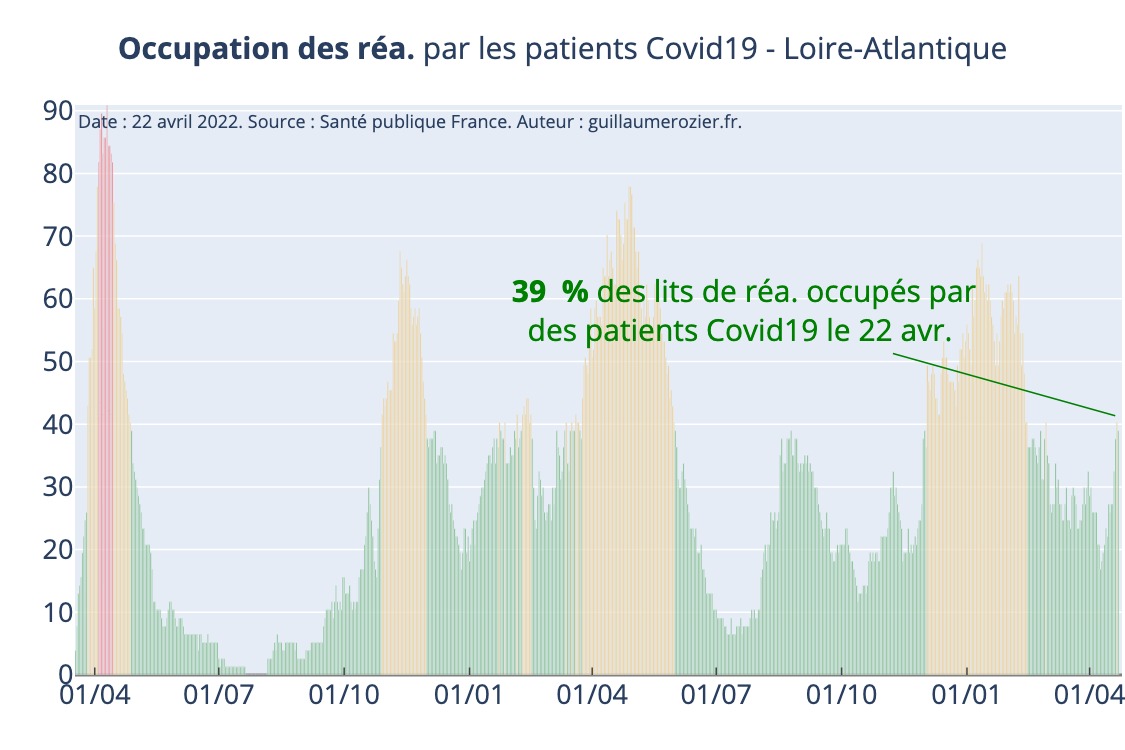 Occupation des réa. par les patients Covid19 - Loire-Atlantique
90
Date : 22 avril 2022. Source : Santé publique France. Auteur : guillaumerozier.fr.
80
70
60
39  % des lits de réa. occupés par
des patients Covid19 le 22 avr.
50
40
30
20
10
0
01/04 01/07 01/10 01/01 01/04 01/07 01/10 01/01 01/04